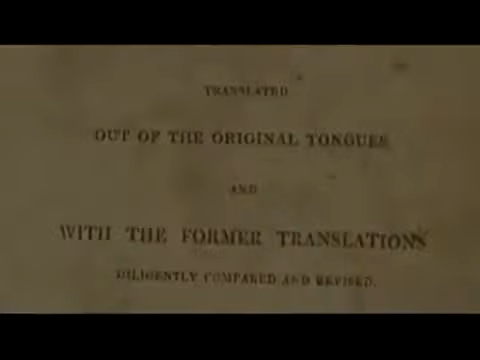 TRANSLATED
OUT OF THE ORIGINAL TONGUES
AND
WITH THE FORMER TRANSLATIONS
DILIGENTLY COMPARED AND REVISED.